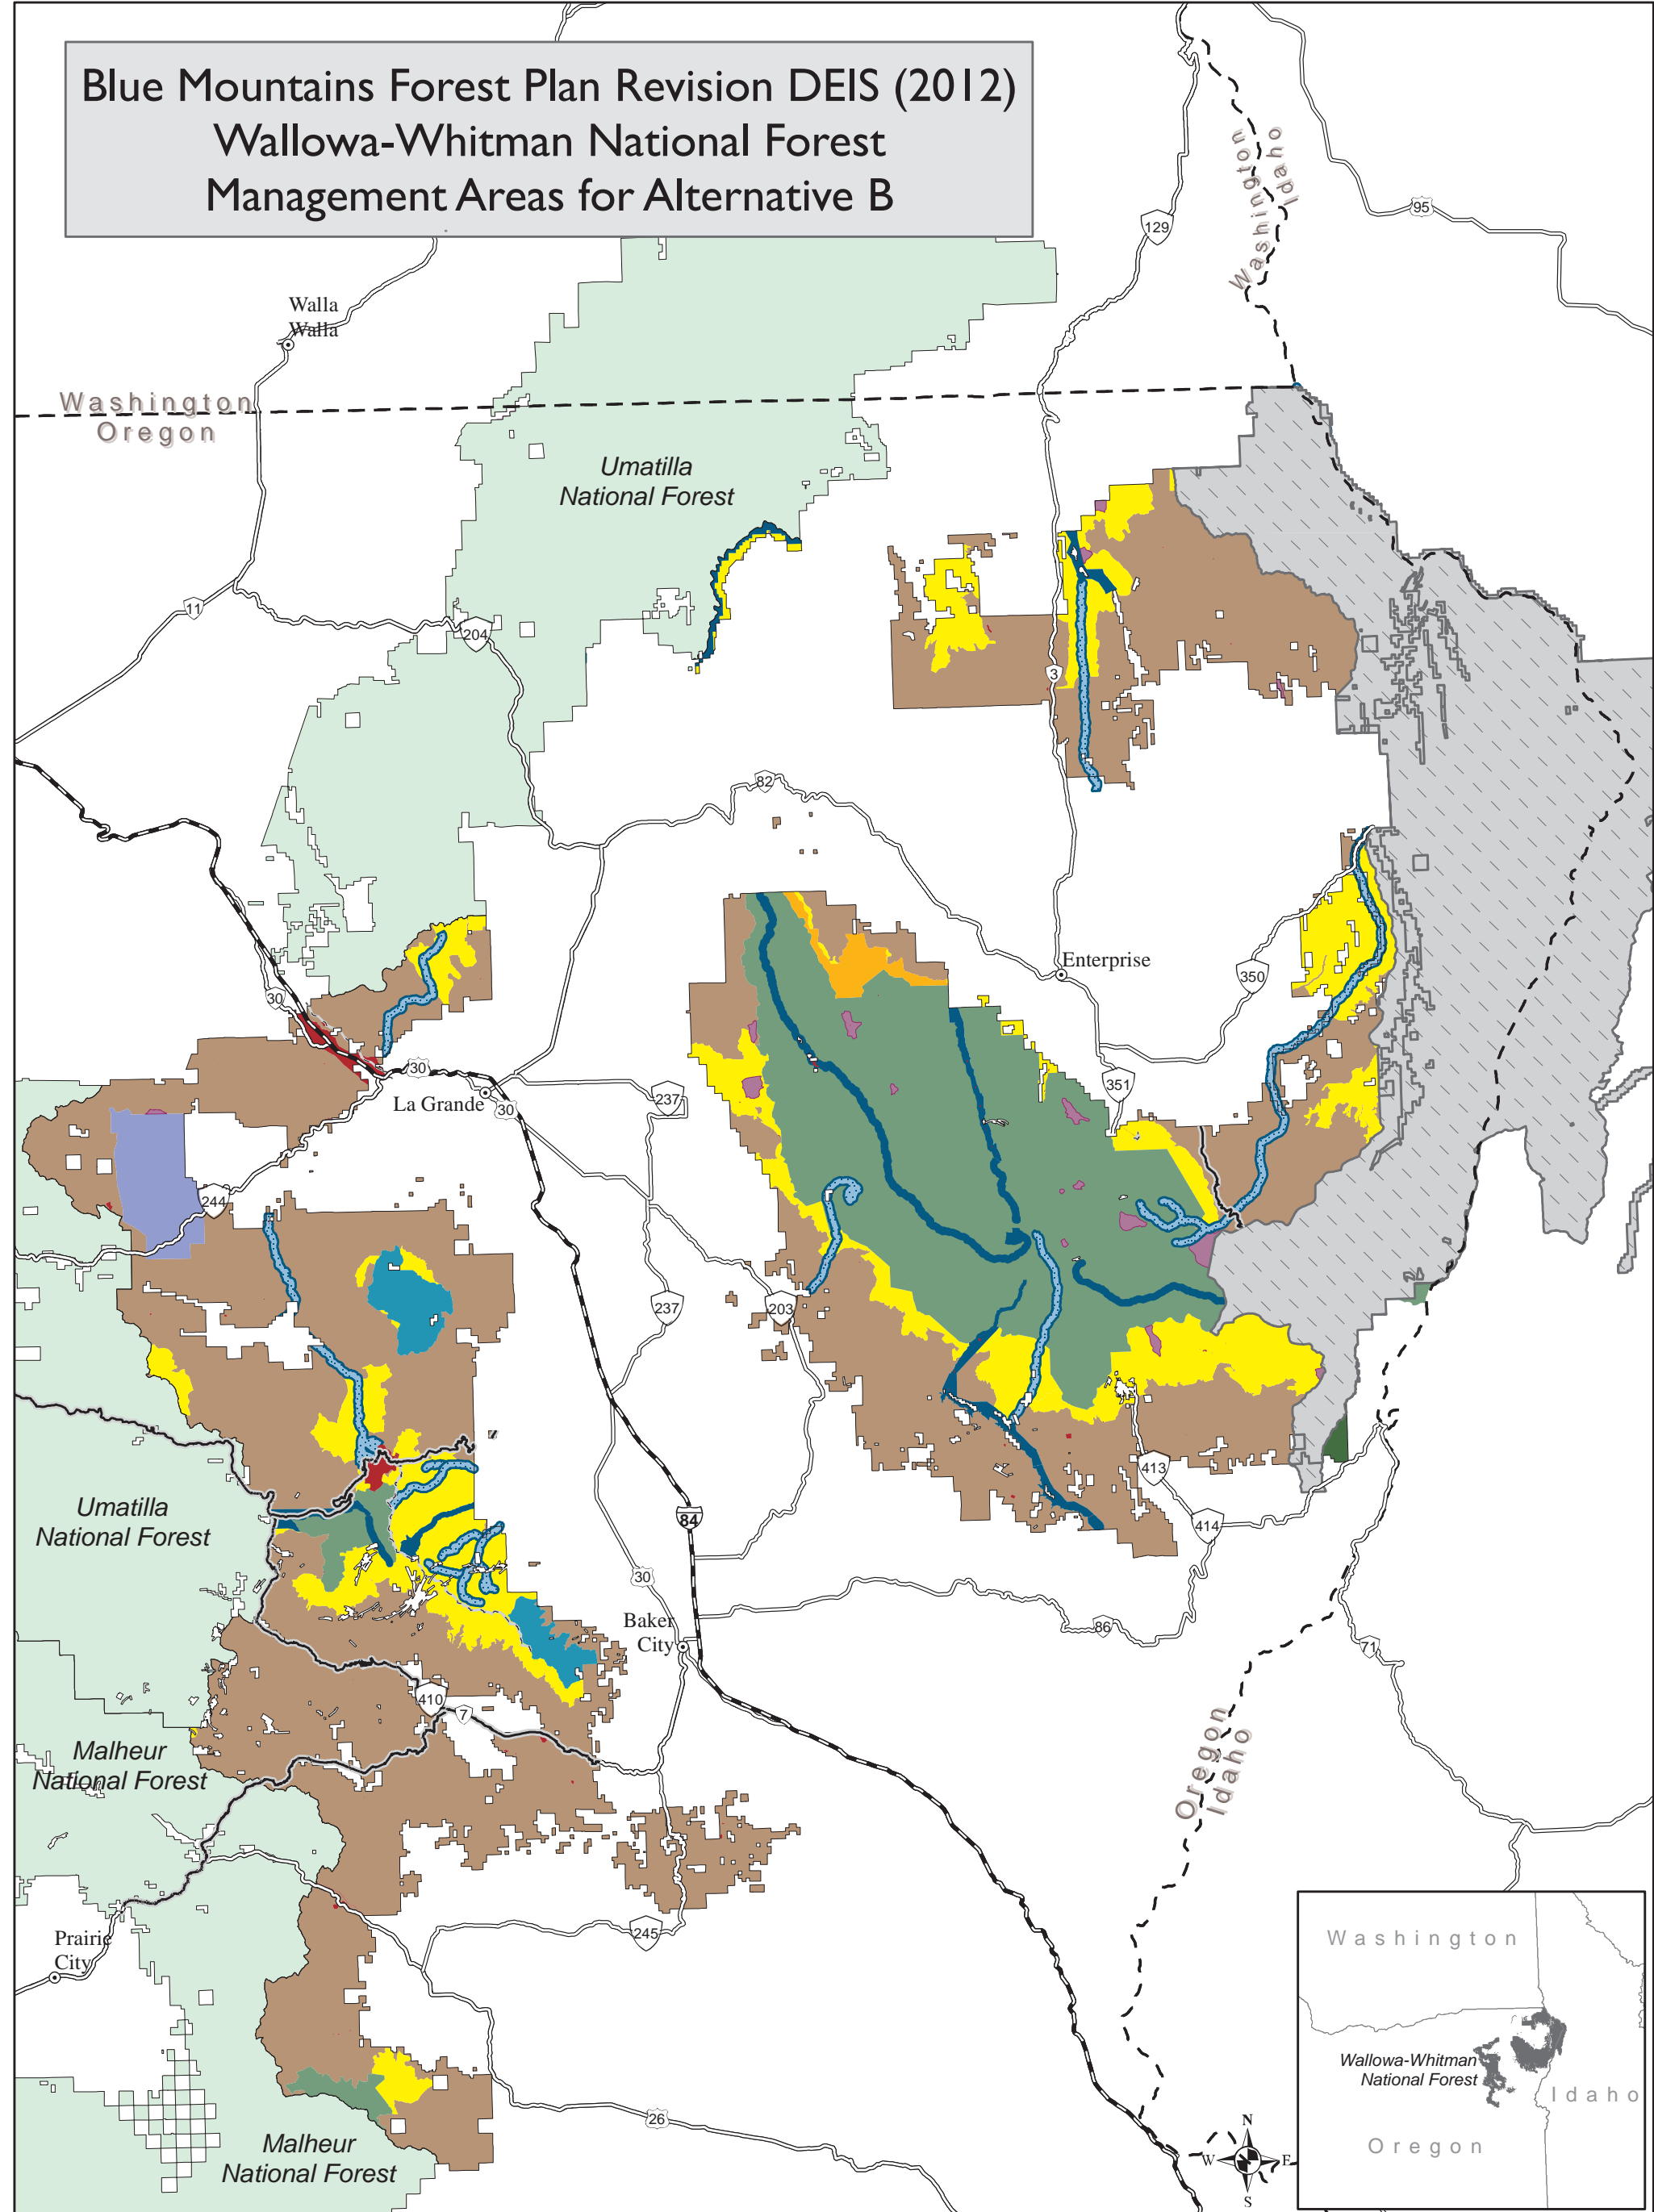 Blue Mountains Forest Plan Revision DEIS (2012)
Wallowa-Whitman National Forest
Management Areas for Alternative B
Washington
Idaho
95
129
Walla
Walla
Washington
Oregon
Umatilla
National Forest
11
204
3
82
Enterprise
350
30
30
La Grande
30
237
351
244
237
203
413
414
Umatilla
National Forest
84
30
Baker
City
86
71
410
7
Malheur
National Forest
Oregon
Idaho
245
Prairie
City
26
Malheur
National Forest
N
W
E
S
Washington
Wallowa-Whitman
National Forest
Idaho
Oregon